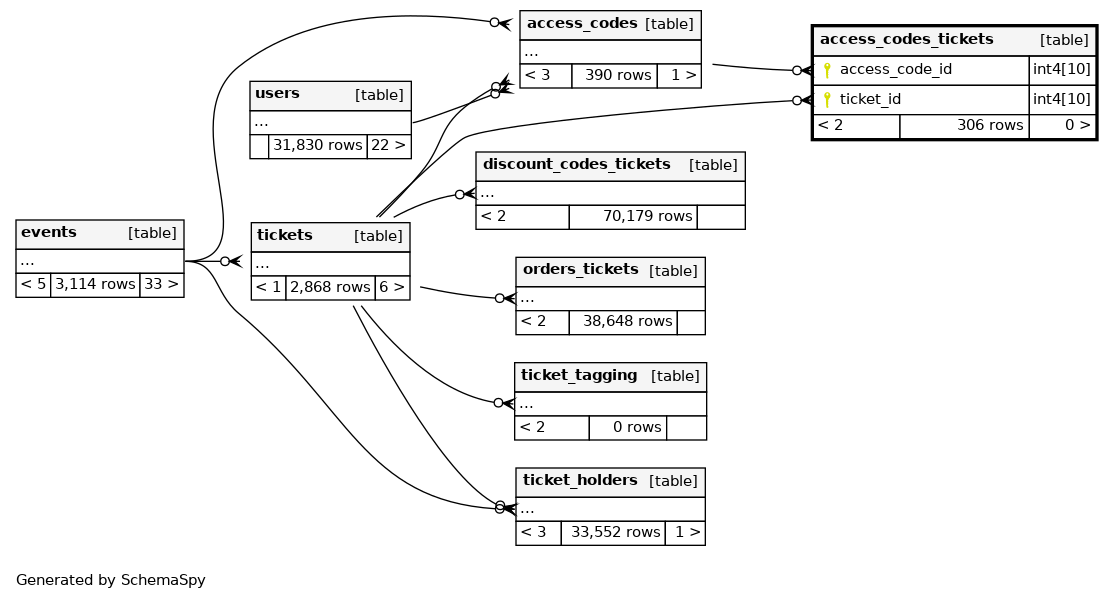 access_codes [table]
...
< 3 390 rows 1 >
access_codes_tickets [table]
access_code_id int4[10]
ticket_id int4[10]
< 2 306 rows 0 >
users [table]
...
31,830 rows 22 >
discount_codes_tickets [table]
...
< 2 70,179 rows
events [table]
...
< 5 3,114 rows 33 >
tickets [table]
...
< 1 2,868 rows 6 >
orders_tickets [table]
...
< 2 38,648 rows
ticket_tagging [table]
...
< 2 0 rows
ticket_holders [table]
...
< 3 33,552 rows 1 >
Generated by SchemaSpy